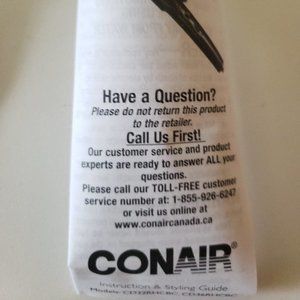 Have a Question?
Please do not return this product
to the retailer.
Call Us First!
Our customer service and product
experts are ready to answer ALL your
questions.
Please call our TOLL-FREE customer
service number at: 1-855-926-6247
or visit us online at
www.conaircanada.ca
CONAIR®
Instruction & Styling Guide
Models: